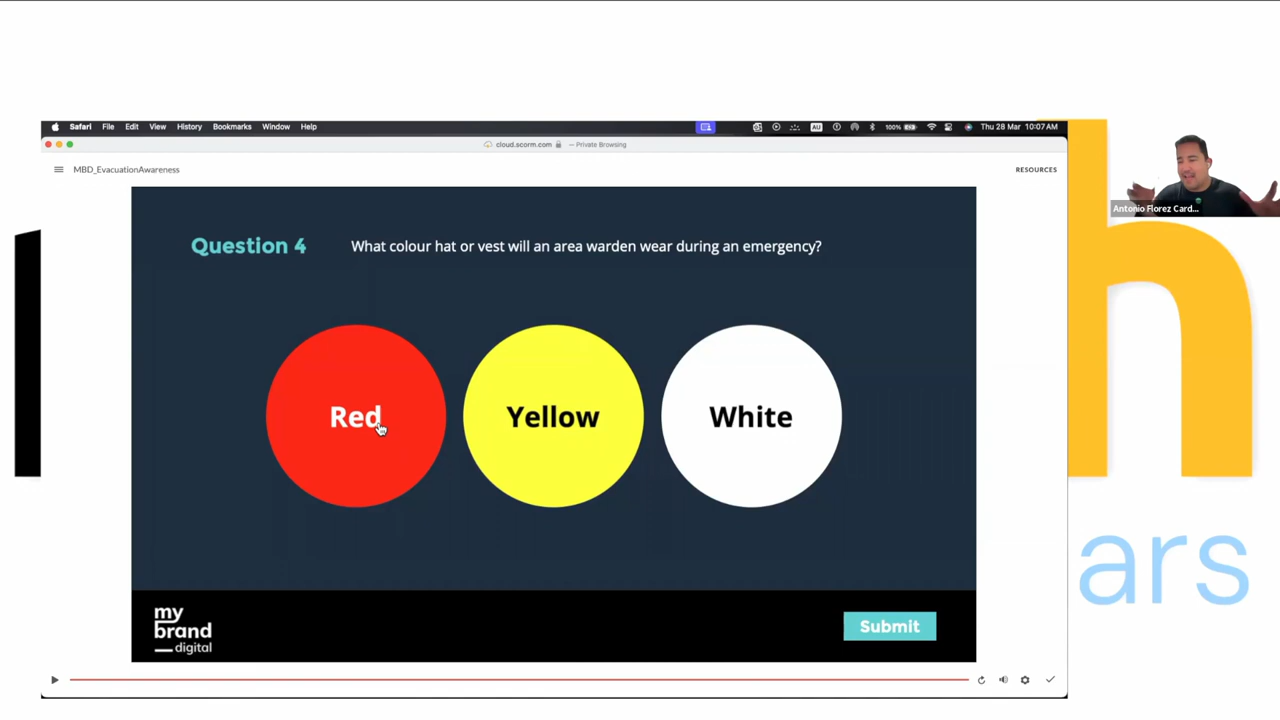 Safari File Edit View History Bookmarks Window Help AU 100% Thu 28 Mar 10:07 AM
cloud.scorm.com — Private Browsing
MBD_EvacuationAwareness RESOURCES
Antonio Florez Card...
Question 4 What colour hat or vest will an area warden wear during an emergency?
Red Yellow White
h
ars
my
brand
digital
Submit